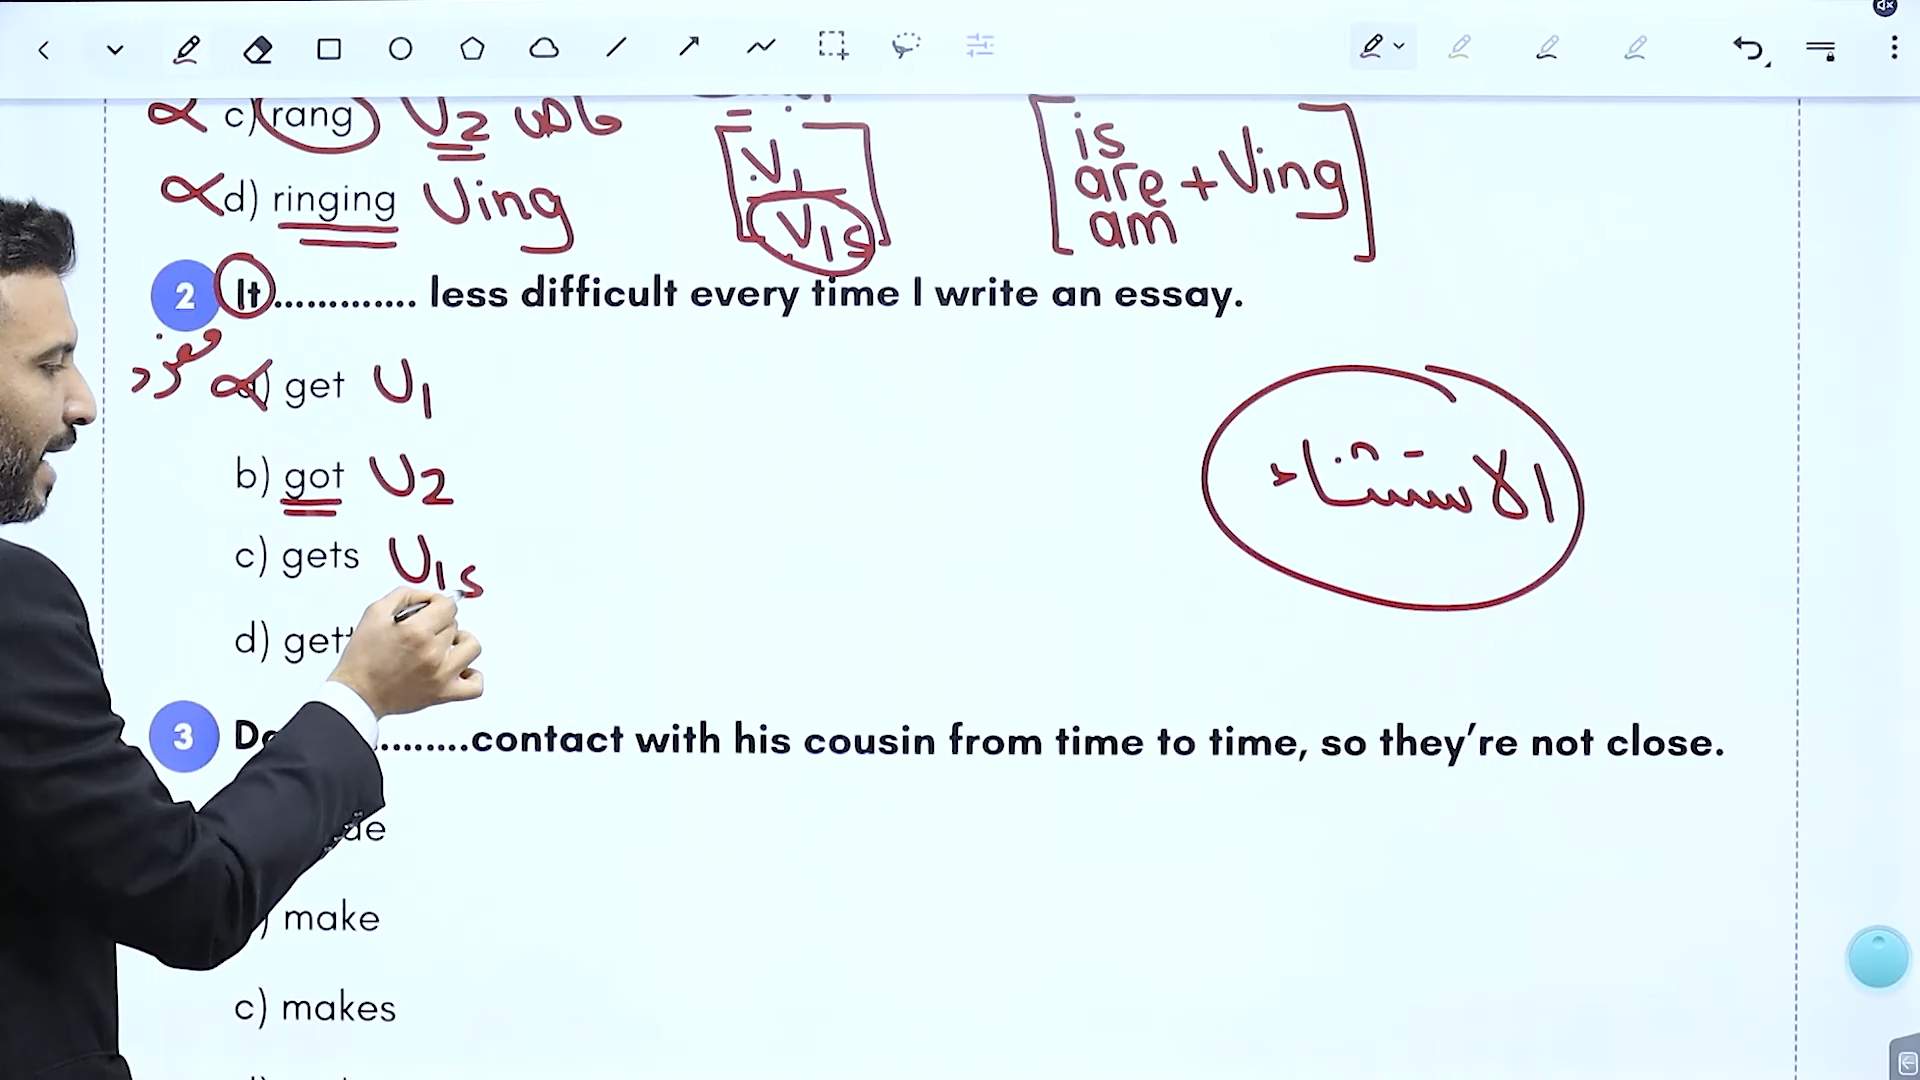 c) rang V2
d) ringing Ving
V1
V1s
is
are + Ving
am
2 It............. less difficult every time I write an essay.
a) get V1
b) got V2
c) gets V1s
d) gett
الاستثناء
3 D ........contact with his cousin from time to time, so they're not close.
de
) make
c) makes